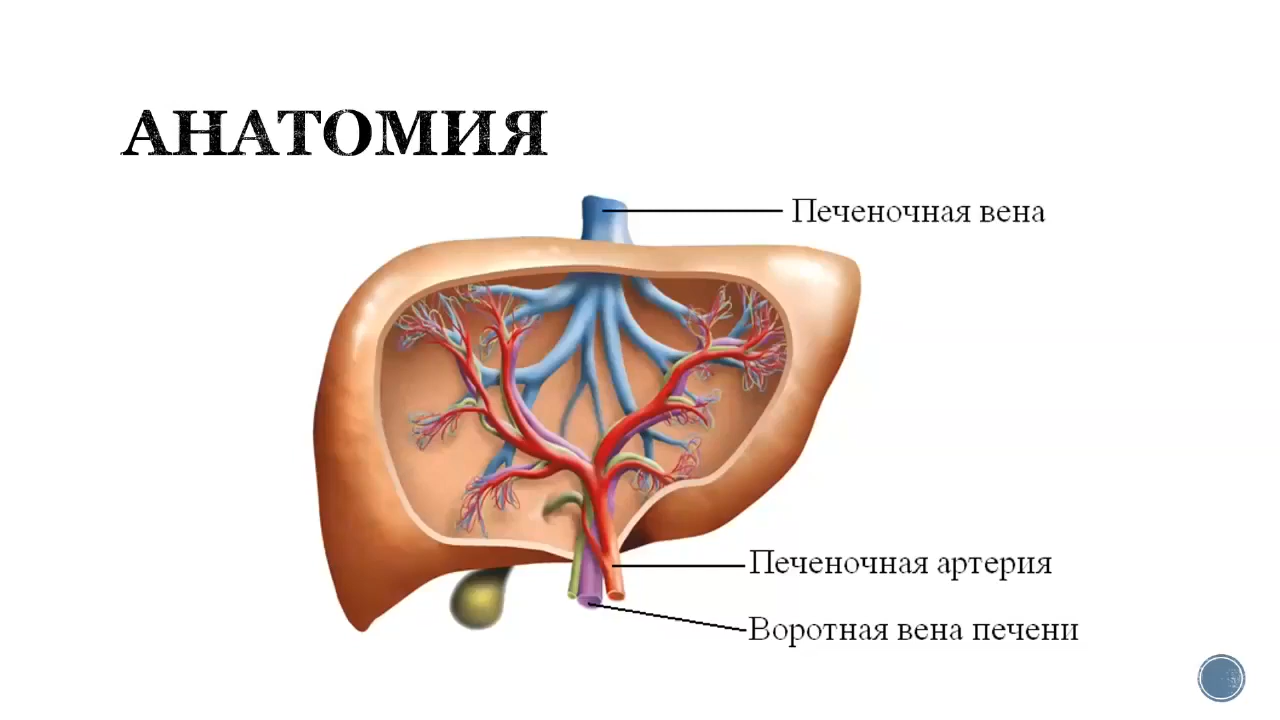 АНАТОМИЯ
Печеночная вена
Печеночная артерия
Воротная вена печени